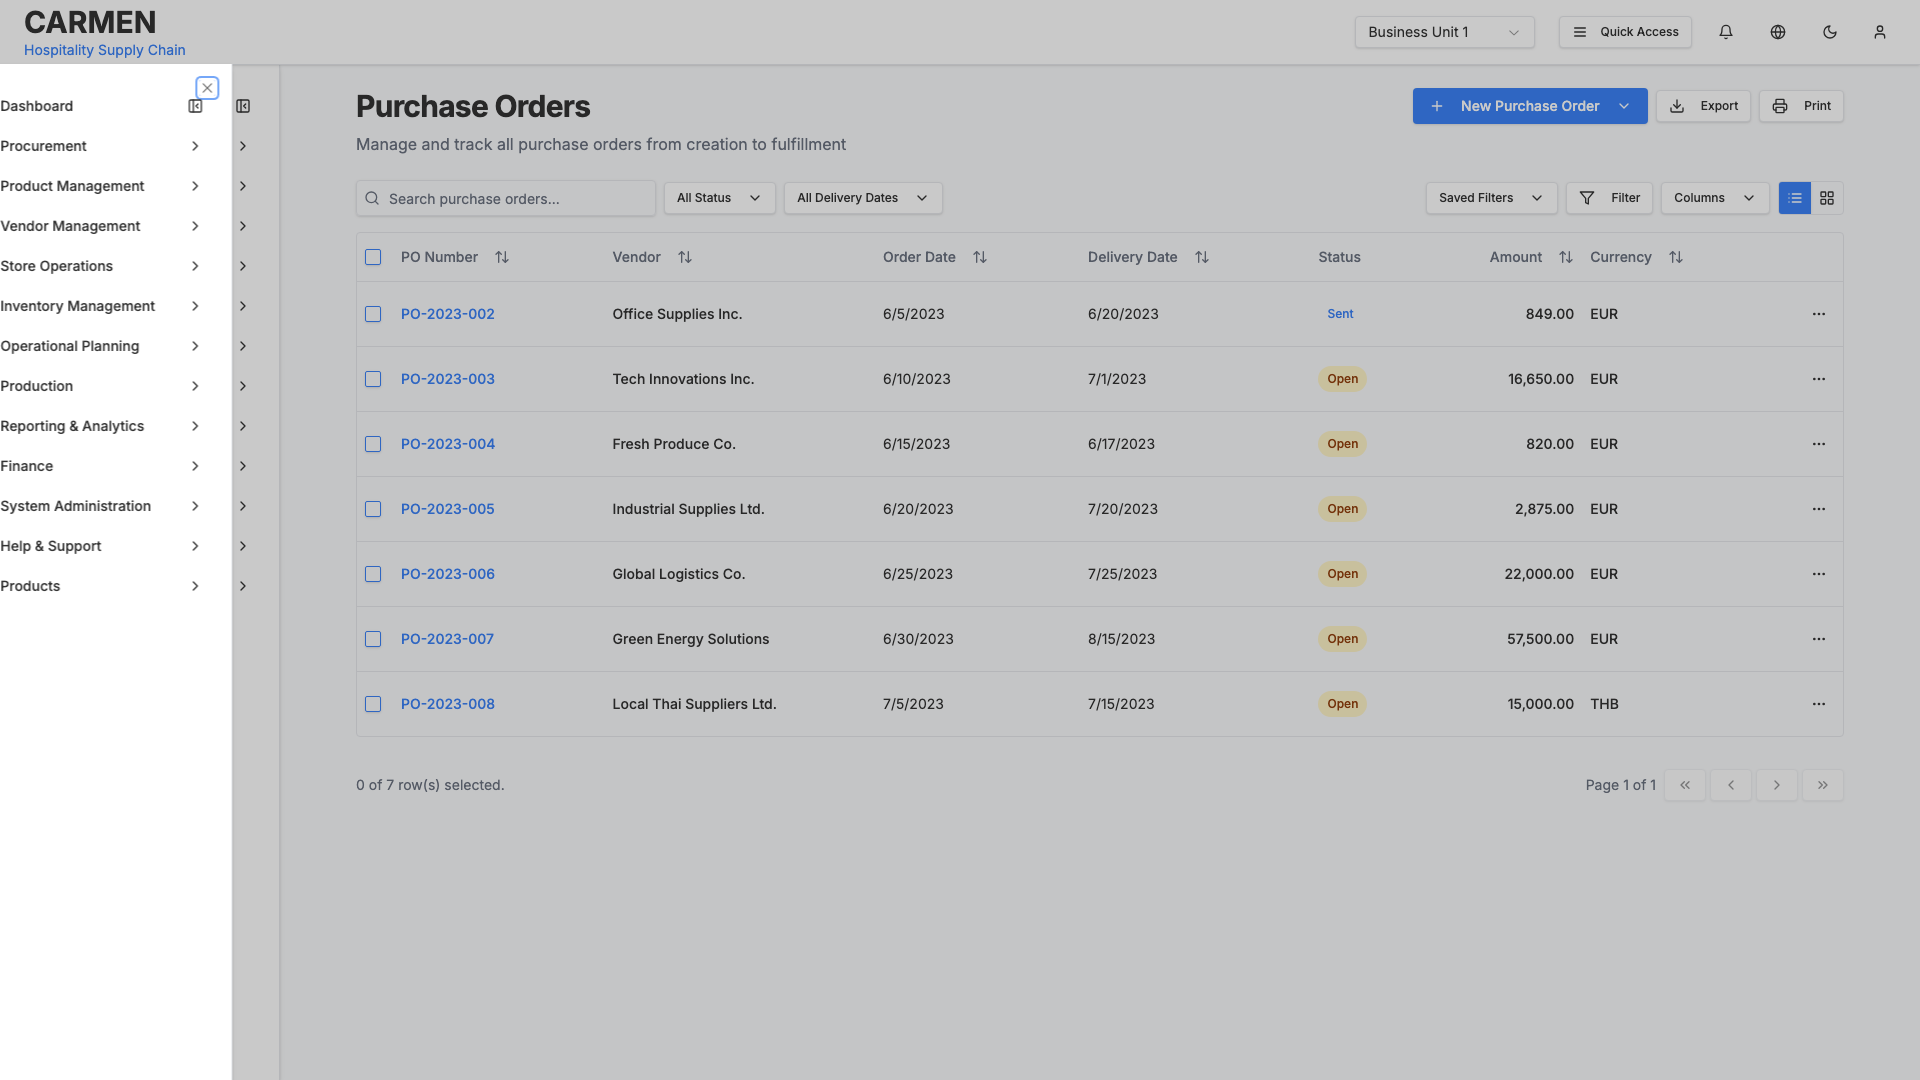 CARMEN
Hospitality Supply Chain
Business Unit 1
Quick Access
Dashboard
Procurement
Product Management
Vendor Management
Store Operations
Inventory Management
Operational Planning
Production
Reporting & Analytics
Finance
System Administration
Help & Support
Products
Purchase Orders
Manage and track all purchase orders from creation to fulfillment
New Purchase Order Export Print
Search purchase orders... All Status All Delivery Dates Saved Filters Filter Columns
PO Number Vendor Order Date Delivery Date Status Amount Currency
PO-2023-002 Office Supplies Inc. 6/5/2023 6/20/2023 Sent 849.00 EUR
PO-2023-003 Tech Innovations Inc. 6/10/2023 7/1/2023 Open 16,650.00 EUR
PO-2023-004 Fresh Produce Co. 6/15/2023 6/17/2023 Open 820.00 EUR
PO-2023-005 Industrial Supplies Ltd. 6/20/2023 7/20/2023 Open 2,875.00 EUR
PO-2023-006 Global Logistics Co. 6/25/2023 7/25/2023 Open 22,000.00 EUR
PO-2023-007 Green Energy Solutions 6/30/2023 8/15/2023 Open 57,500.00 EUR
PO-2023-008 Local Thai Suppliers Ltd. 7/5/2023 7/15/2023 Open 15,000.00 THB
0 of 7 row(s) selected. Page 1 of 1